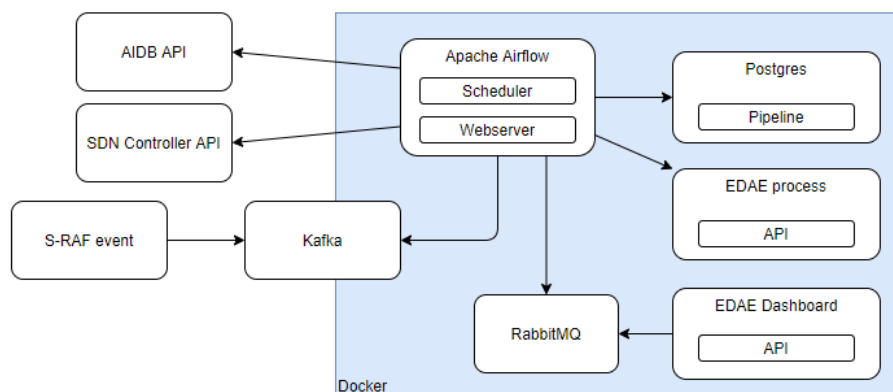 AIDB API
Apache Airflow
Scheduler
Webserver
Postgres
Pipeline
SDN Controller API
EDAE process
API
S-RAF event
Kafka
RabbitMQ
EDAE Dashboard
API
Docker